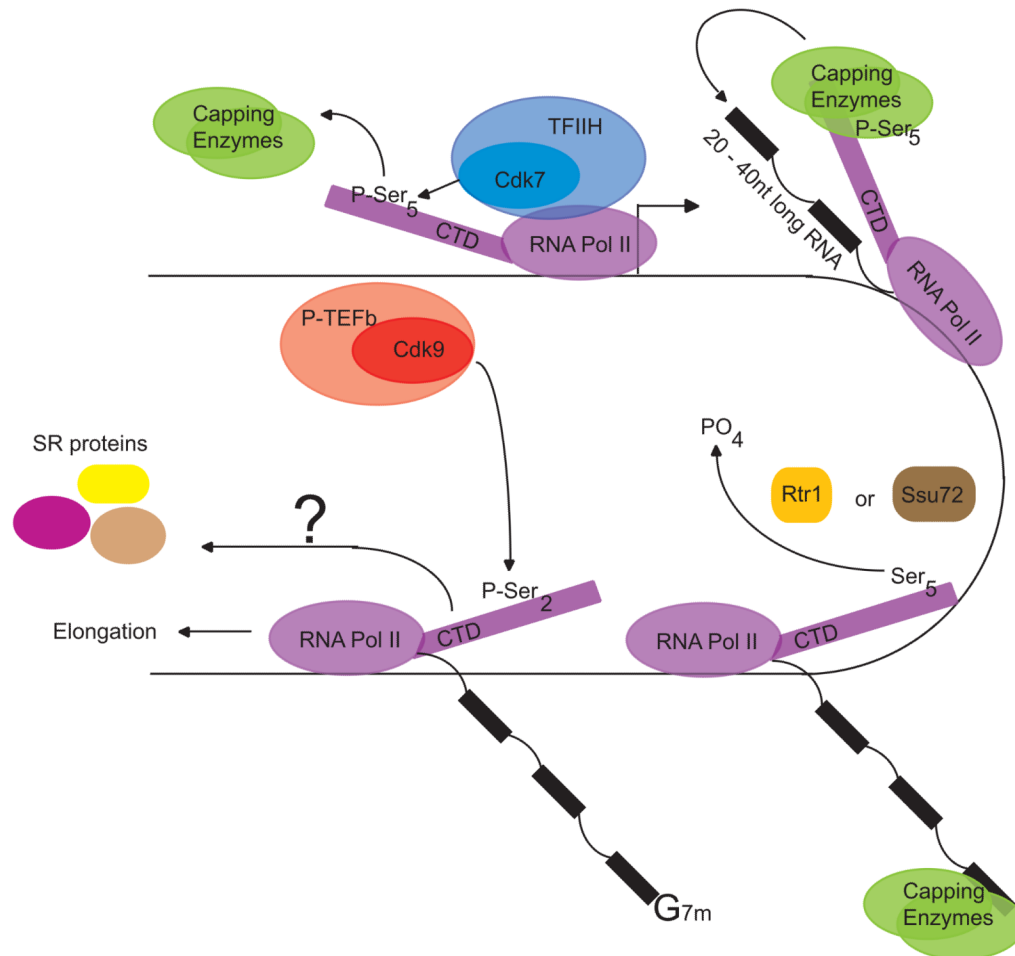 Capping
Enzymes
TFIIH
Cdk7
P-Ser5
CTD
RNA Pol II
Capping
Enzymes
P-Ser5
20 - 40nt long RNA
CTD
RNA Pol II
P-TEFb
Cdk9
SR proteins
?
PO4
Rtr1
or
Ssu72
P-Ser2
Ser5
Elongation
RNA Pol II
CTD
RNA Pol II
CTD
G7m
Capping
Enzymes